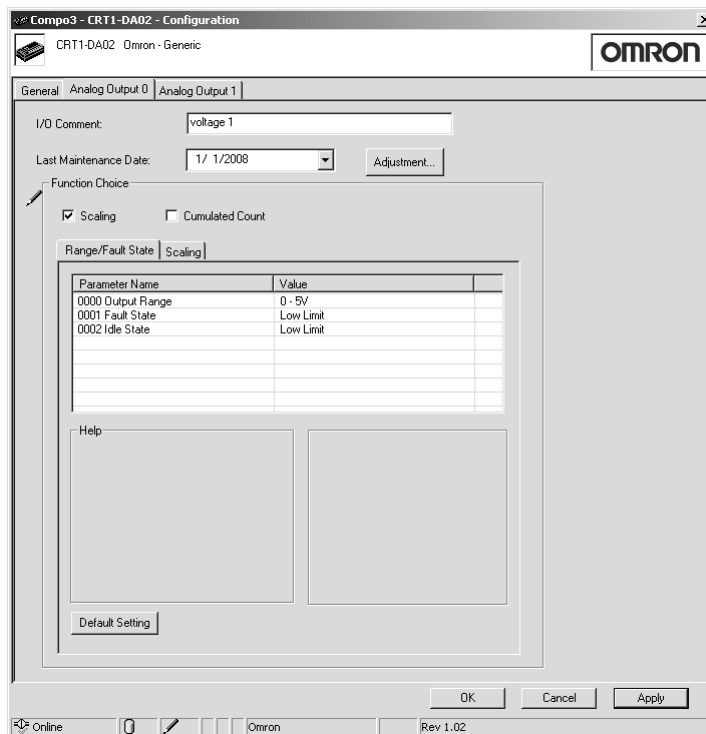 Compo3 - CRT1-DA02 - Configuration
CRT1-DA02 Omron - Generic
OMRON
General Analog Output 0 Analog Output 1
I/O Comment: voltage 1
Last Maintenance Date: 1/ 1/2008 Adjustment...
Function Choice
Scaling Cumulated Count
Range/Fault State Scaling
Parameter Name Value
0000 Output Range 0 - 5V
0001 Fault State Low Limit
0002 Idle State Low Limit
Help
Default Setting
OK Cancel Apply
Online Omron Rev 1.02